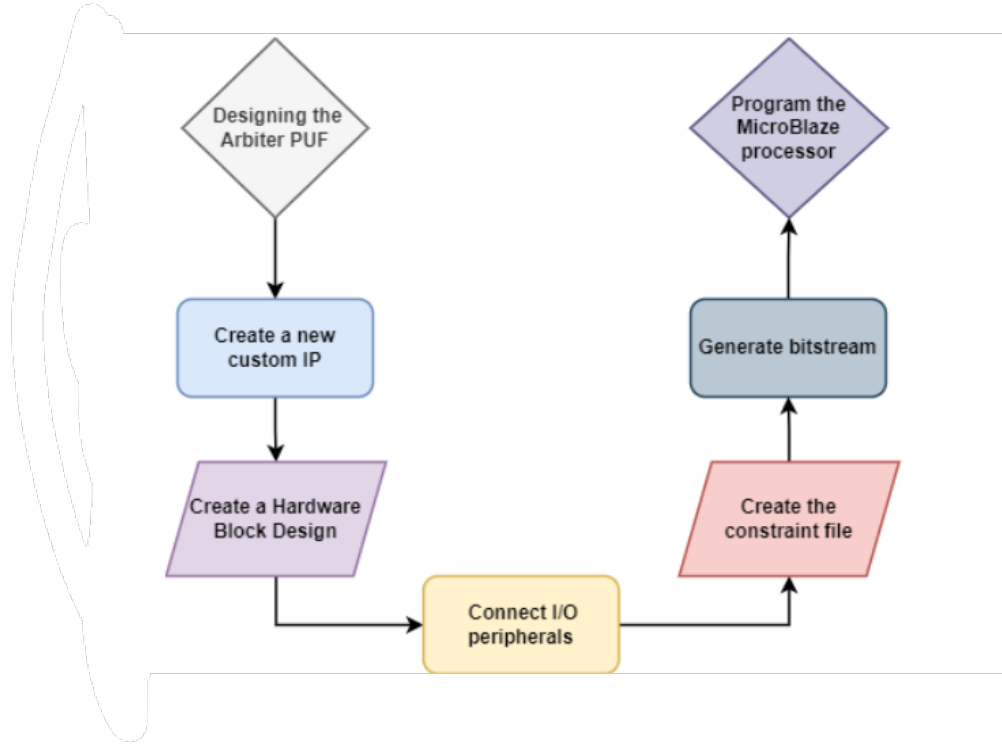 Designing the
Arbiter PUF
Create a new
custom IP
Create a Hardware
Block Design
Connect I/O
peripherals
Create the
constraint file
Generate bitstream
Program the
MicroBlaze
processor